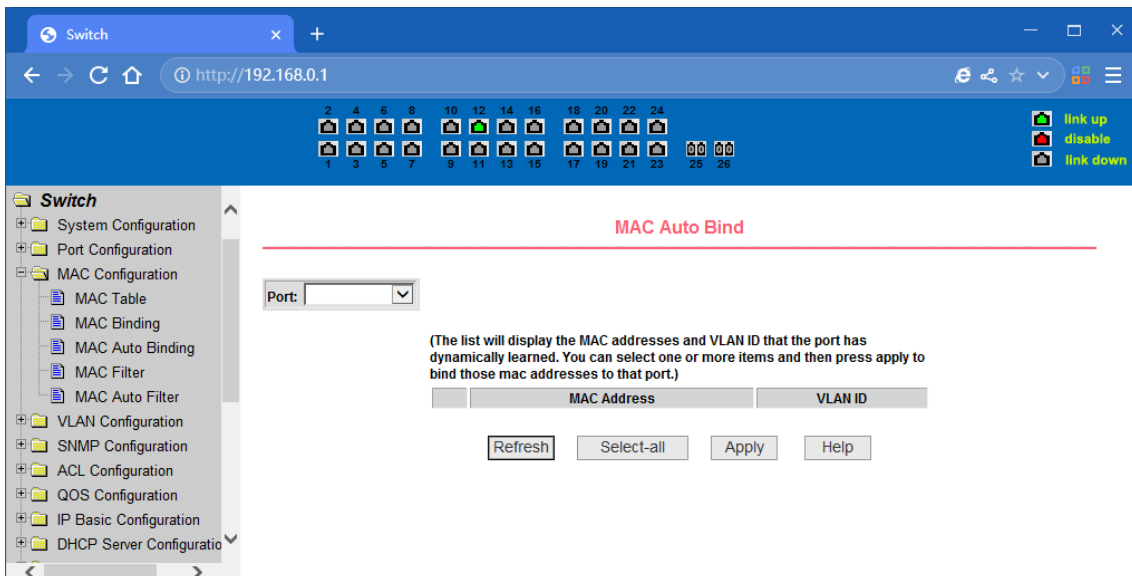 Switch
http://192.168.0.1
2 4 6 8 10 12 14 16 18 20 22 24
1 3 5 7 9 11 13 15 17 19 21 23 25 26
link up
disable
link down
Switch
System Configuration
Port Configuration
MAC Configuration
MAC Table
MAC Binding
MAC Auto Binding
MAC Filter
MAC Auto Filter
VLAN Configuration
SNMP Configuration
ACL Configuration
QOS Configuration
IP Basic Configuration
DHCP Server Configuratio
MAC Auto Bind
Port:
(The list will display the MAC addresses and VLAN ID that the port has
dynamically learned. You can select one or more items and then press apply to
bind those mac addresses to that port.)
MAC Address VLAN ID
Refresh Select-all Apply Help